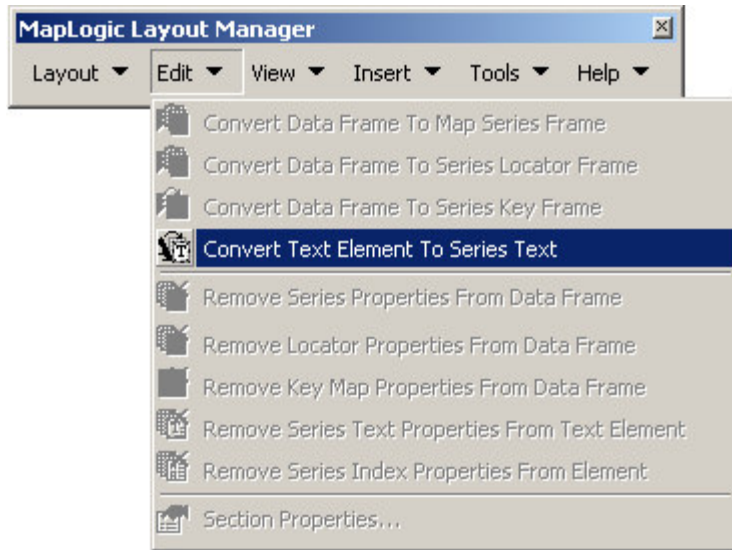 MapLogic Layout Manager
Layout Edit View Insert Tools Help
Convert Data Frame To Map Series Frame
Convert Data Frame To Series Locator Frame
Convert Data Frame To Series Key Frame
Convert Text Element To Series Text
Remove Series Properties From Data Frame
Remove Locator Properties From Data Frame
Remove Key Map Properties From Data Frame
Remove Series Text Properties From Text Element
Remove Series Index Properties From Element
Section Properties...